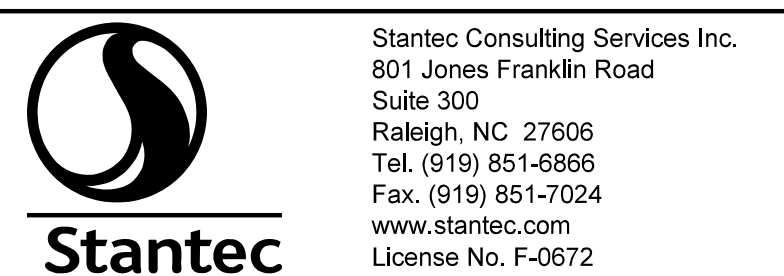 Stantec
Stantec Consulting Services Inc.
801 Jones Franklin Road
Suite 300
Raleigh, NC  27606
Tel. (919) 851-6866
Fax. (919) 851-7024
www.stantec.com
License No. F-0672